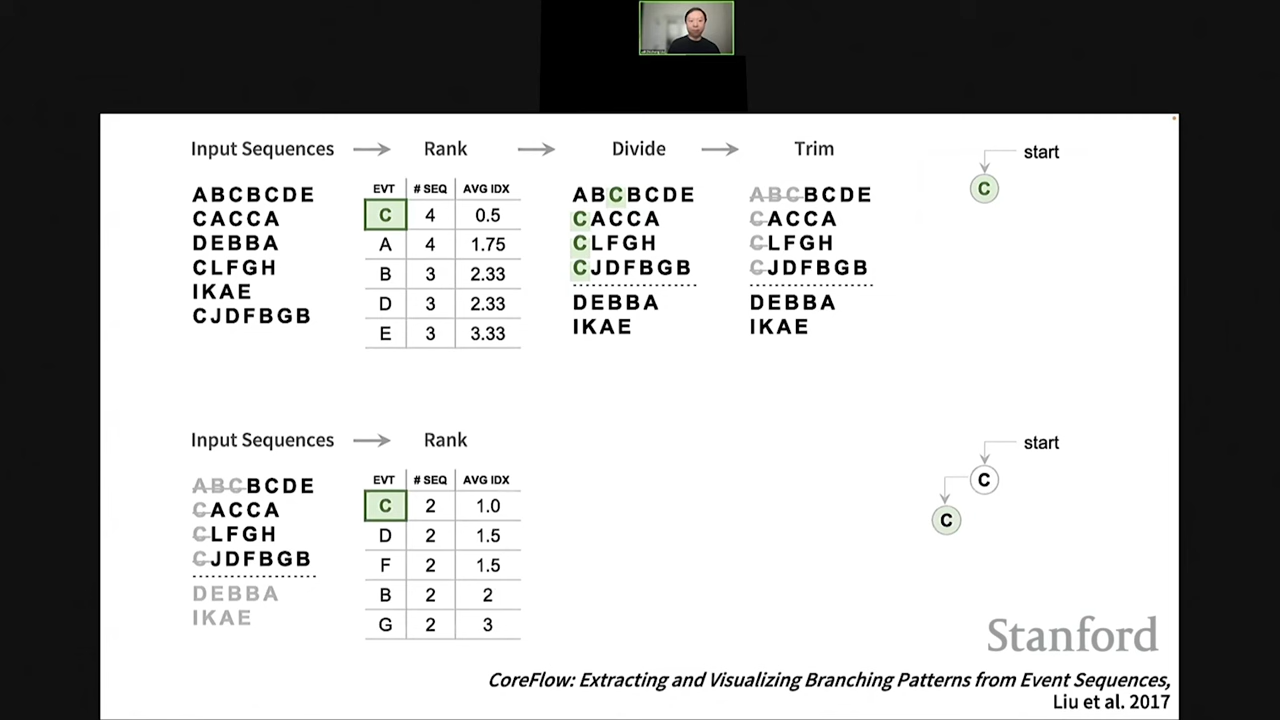 Input Sequences → Rank → Divide → Trim
start
C
ABCBCDE
CACCA
DEBBA
CLFGH
IKAE
CJDFBGB
EVT # SEQ AVG IDX
C 4 0.5
A 4 1.75
B 3 2.33
D 3 2.33
E 3 3.33
ABCBCDE
CACCA
CLFGH
CJDFBGB
DEBBA
IKAE
ABCBCDE
CACCA
CLFGH
CJDFBGB
DEBBA
IKAE
Input Sequences → Rank
start
C
C
ABCBCDE
CACCA
CLFGH
CJDFBGB
DEBBA
IKAE
EVT # SEQ AVG IDX
C 2 1.0
D 2 1.5
F 2 1.5
B 2 2
G 2 3
Stanford
CoreFlow: Extracting and Visualizing Branching Patterns from Event Sequences,
Liu et al. 2017